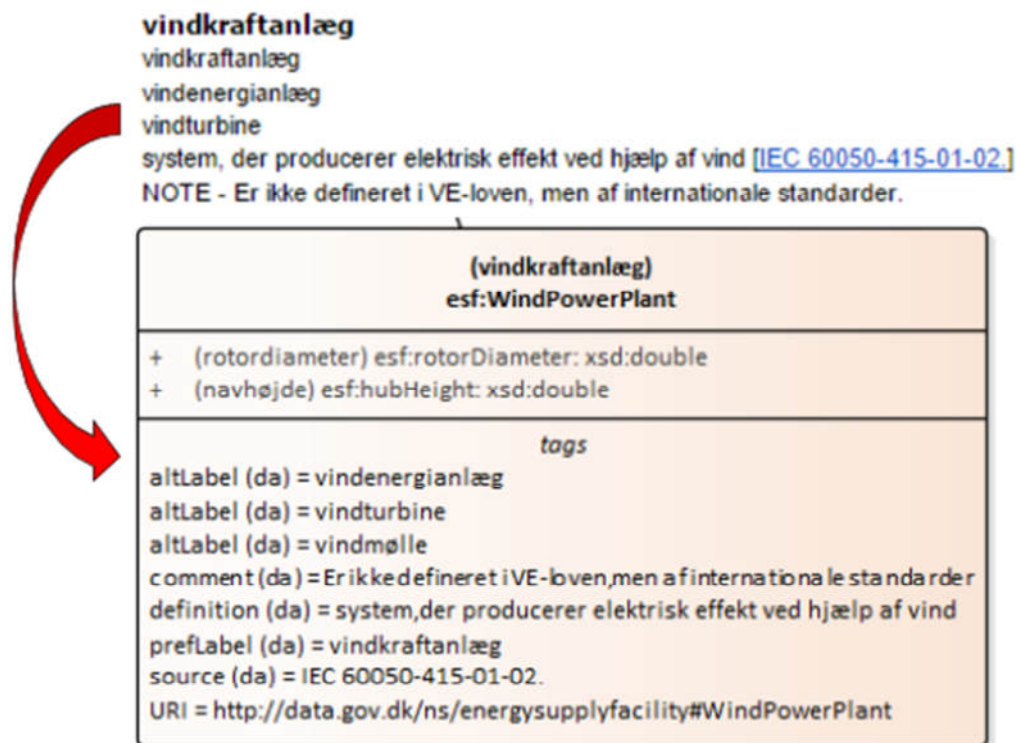 vindkraftanlæg
vindkraftanlæg
vindenergianlæg
vindturbine
system, der producerer elektrisk effekt ved hjælp af vind [IEC 60050-415-01-02.]
NOTE - Er ikke defineret i VE-loven, men af internationale standarder.
(vindkraftanlæg)
esf:WindPowerPlant
+ (rotordiameter) esf:rotorDiameter: xsd:double
+ (navhøjde) esf:hubHeight: xsd:double
tags
altLabel (da) = vindenergianlæg
altLabel (da) = vindturbine
altLabel (da) = vindmølle
comment (da) = Er ikke defineret i VE-loven, men af internationale standarder
definition (da) = system, der producerer elektrisk effekt ved hjælp af vind
prefLabel (da) = vindkraftanlæg
source (da) = IEC 60050-415-01-02.
URI = http://data.gov.dk/ns/energysupplyfacility#WindPowerPlant